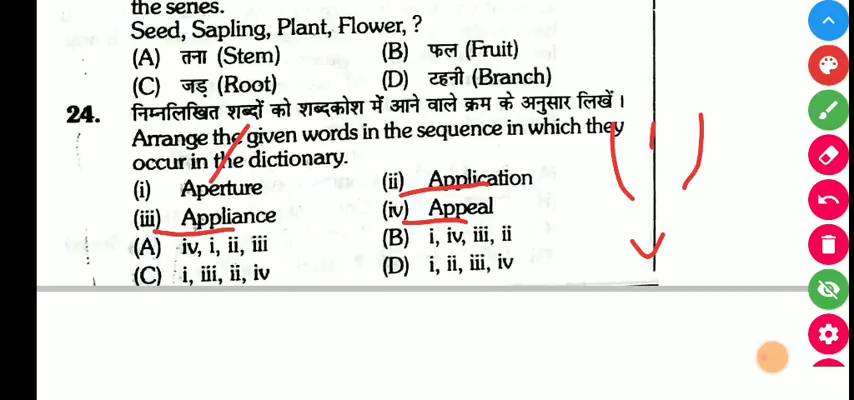 the series.
Seed, Sapling, Plant, Flower, ?
(A) तना (Stem) (B) फल (Fruit)
(C) जड़ (Root) (D) टहनी (Branch)
24. निम्नलिखित शब्दों को शब्दकोश में आने वाले क्रम के अनुसार लिखें ।
Arrange the given words in the sequence in which they
occur in the dictionary.
(i) Aperture (ii) Application
(iii) Appliance (iv) Appeal
(A) iv, i, ii, iii (B) i, iv, iii, ii
(C) i, iii, ii, iv (D) i, ii, iii, iv